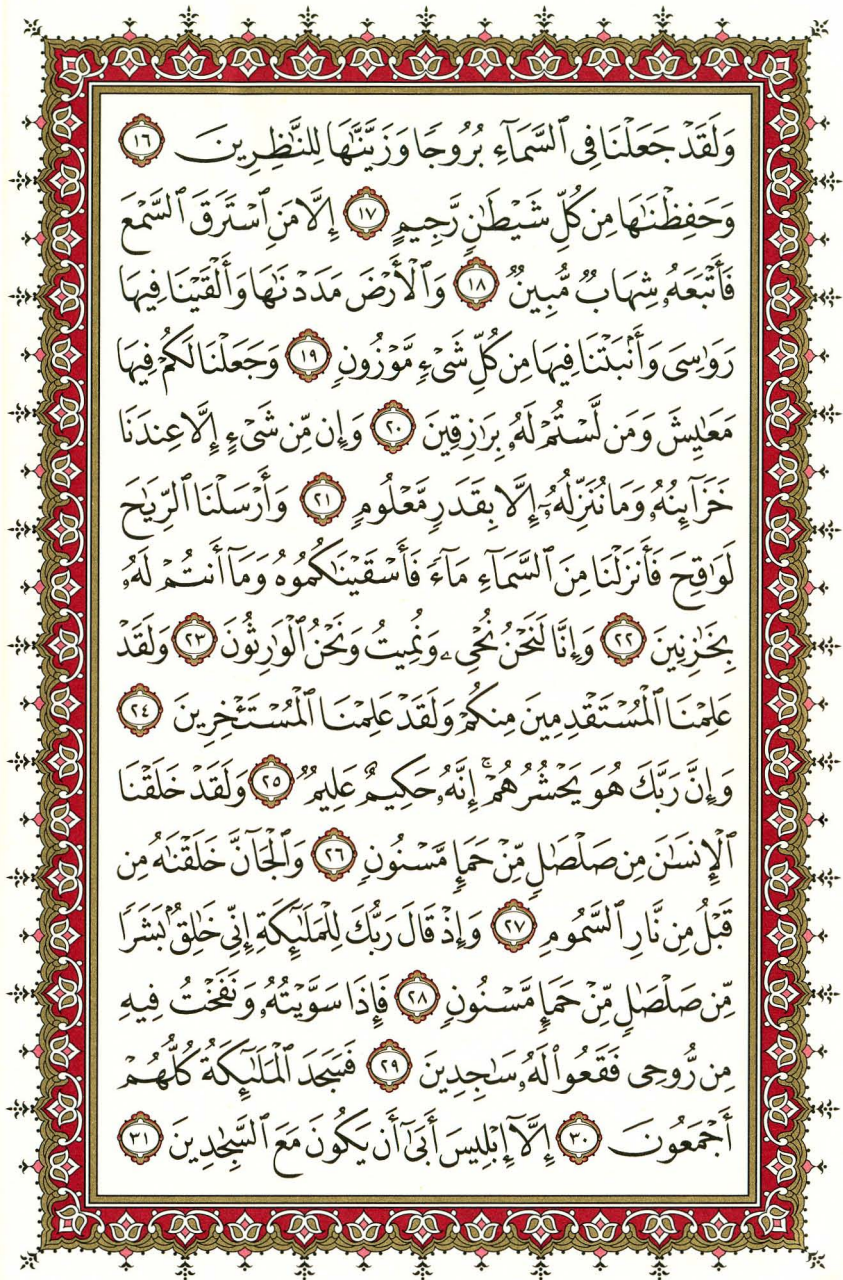 وَلَقَدْ جَعَلْنَا فِى ٱلسَّمَآءِ بُرُوجًا وَزَيَّنَّٰهَا لِلنَّٰظِرِينَ ١٦
وَحَفِظْنَٰهَا مِن كُلِّ شَيْطَٰنٍ رَّجِيمٍ ١٧ إِلَّا مَنِ ٱسْتَرَقَ ٱلسَّمْعَ
فَأَتْبَعَهُۥ شِهَابٌ مُّبِينٌ ١٨ وَٱلْأَرْضَ مَدَدْنَٰهَا وَأَلْقَيْنَا فِيهَا
رَوَٰسِىَ وَأَنۢبَتْنَا فِيهَا مِن كُلِّ شَىْءٍ مَّوْزُونٍ ١٩ وَجَعَلْنَا لَكُمْ فِيهَا
مَعَٰيِشَ وَمَن لَّسْتُمْ لَهُۥ بِرَٰزِقِينَ ٢٠ وَإِن مِّن شَىْءٍ إِلَّا عِندَنَا
خَزَآئِنُهُۥ وَمَا نُنَزِّلُهُۥٓ إِلَّا بِقَدَرٍ مَّعْلُومٍ ٢١ وَأَرْسَلْنَا ٱلرِّيَٰحَ
لَوَٰقِحَ فَأَنزَلْنَا مِنَ ٱلسَّمَآءِ مَآءً فَأَسْقَيْنَٰكُمُوهُ وَمَآ أَنتُمْ لَهُۥ
بِخَٰزِنِينَ ٢٢ وَإِنَّا لَنَحْنُ نُحْىِۦ وَنُمِيتُ وَنَحْنُ ٱلْوَٰرِثُونَ ٢٣ وَلَقَدْ
عَلِمْنَا ٱلْمُسْتَقْدِمِينَ مِنكُمْ وَلَقَدْ عَلِمْنَا ٱلْمُسْتَـْٔخِرِينَ ٢٤
وَإِنَّ رَبَّكَ هُوَ يَحْشُرُهُمْ ۚ إِنَّهُۥ حَكِيمٌ عَلِيمٌ ٢٥ وَلَقَدْ خَلَقْنَا
ٱلْإِنسَٰنَ مِن صَلْصَٰلٍ مِّنْ حَمَإٍ مَّسْنُونٍ ٢٦ وَٱلْجَآنَّ خَلَقْنَٰهُ مِن
قَبْلُ مِن نَّارِ ٱلسَّمُومِ ٢٧ وَإِذْ قَالَ رَبُّكَ لِلْمَلَٰٓئِكَةِ إِنِّى خَٰلِقٌۢ بَشَرًا
مِّن صَلْصَٰلٍ مِّنْ حَمَإٍ مَّسْنُونٍ ٢٨ فَإِذَا سَوَّيْتُهُۥ وَنَفَخْتُ فِيهِ
مِن رُّوحِى فَقَعُوا۟ لَهُۥ سَٰجِدِينَ ٢٩ فَسَجَدَ ٱلْمَلَٰٓئِكَةُ كُلُّهُمْ
أَجْمَعُونَ ٣٠ إِلَّآ إِبْلِيسَ أَبَىٰٓ أَن يَكُونَ مَعَ ٱلسَّٰجِدِينَ ٣١